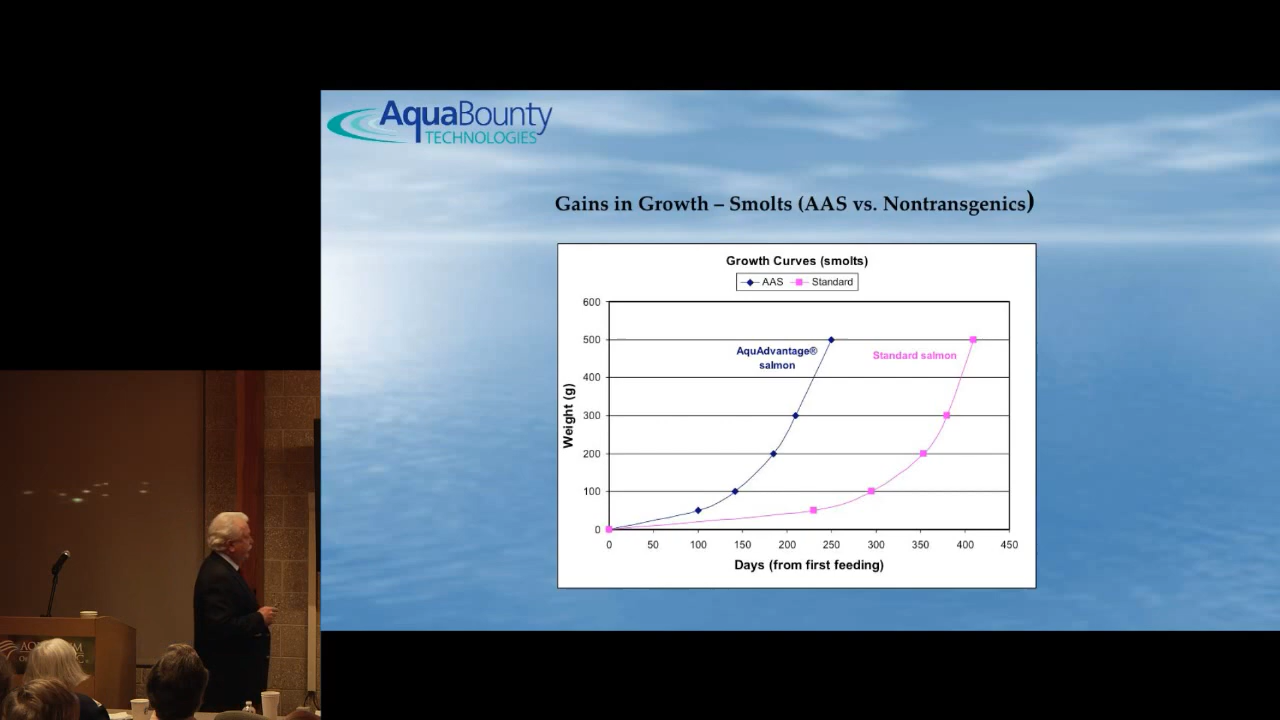 AquaBounty
TECHNOLOGIES
Gains in Growth – Smolts (AAS vs. Nontransgenics)
Growth Curves (smolts)
AAS Standard
600
500
400
300
200
100
0
Weight (g)
AquAdvantage®
salmon
Standard salmon
0 50 100 150 200 250 300 350 400 450
Days (from first feeding)